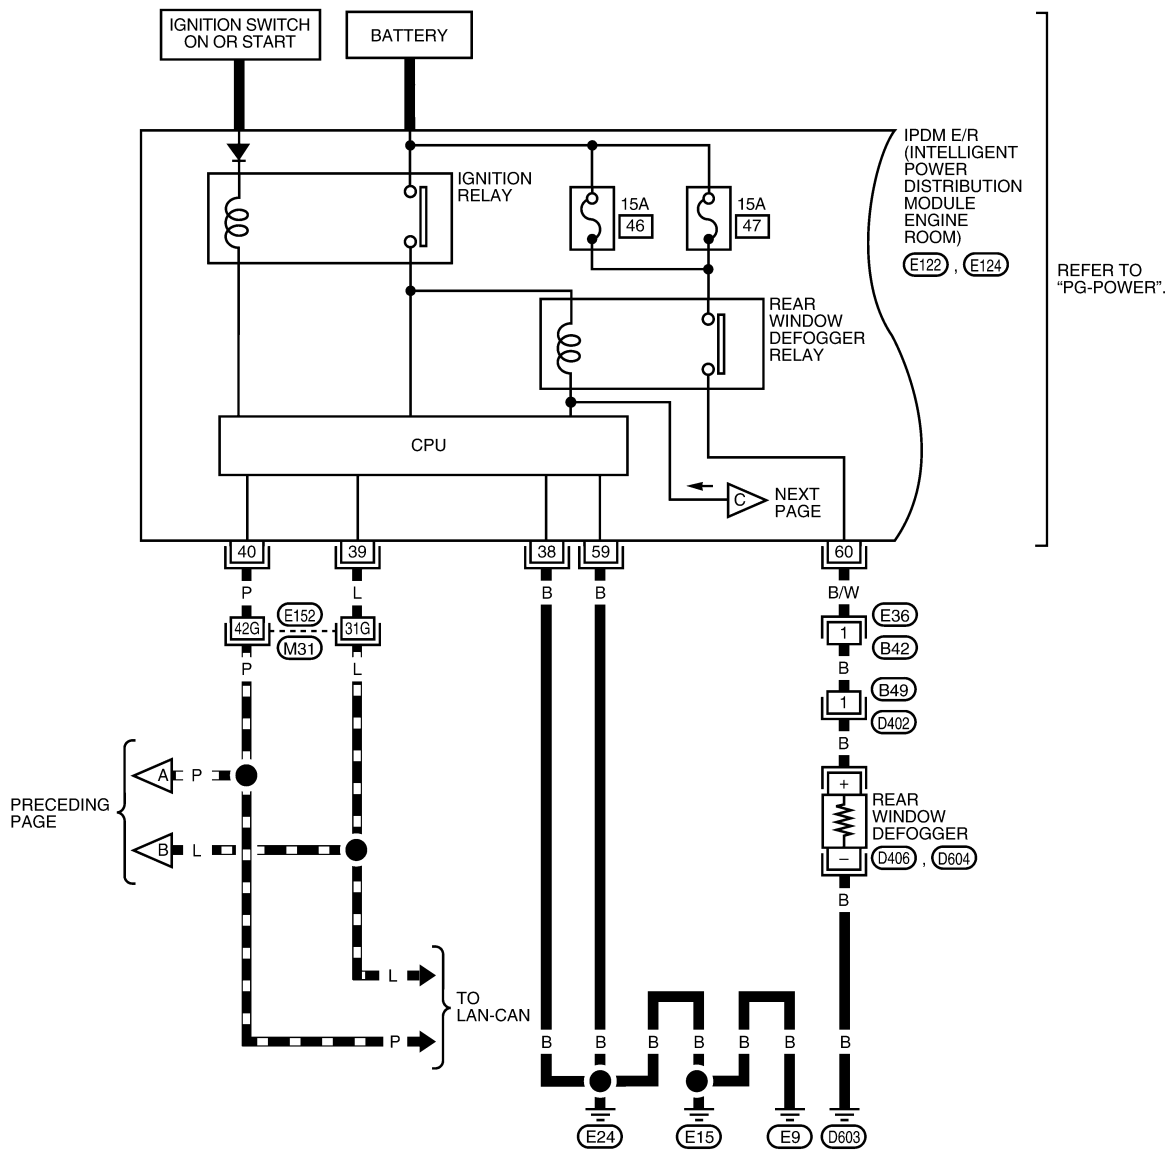 IGNITION SWITCH
ON OR START
BATTERY
IPDM E/R
(INTELLIGENT
POWER
DISTRIBUTION
MODULE
ENGINE
ROOM)
E122 , E124
IGNITION
RELAY
15A
46
15A
47
REFER TO
“PG-POWER”.
REAR
WINDOW
DEFOGGER
RELAY
CPU
C
NEXT
PAGE
40
39
38
59
60
P
L
B
B
B/W
42G
E152
M31
31G
1
E36
B42
P
L
B
1
B49
D402
B
A
P
PRECEDING
PAGE
B
L
+
REAR
WINDOW
DEFOGGER
–
D406 , D604
B
L
TO
LAN-CAN
P
B
B
B
B
B
B
B
E24
E15
E9
D603